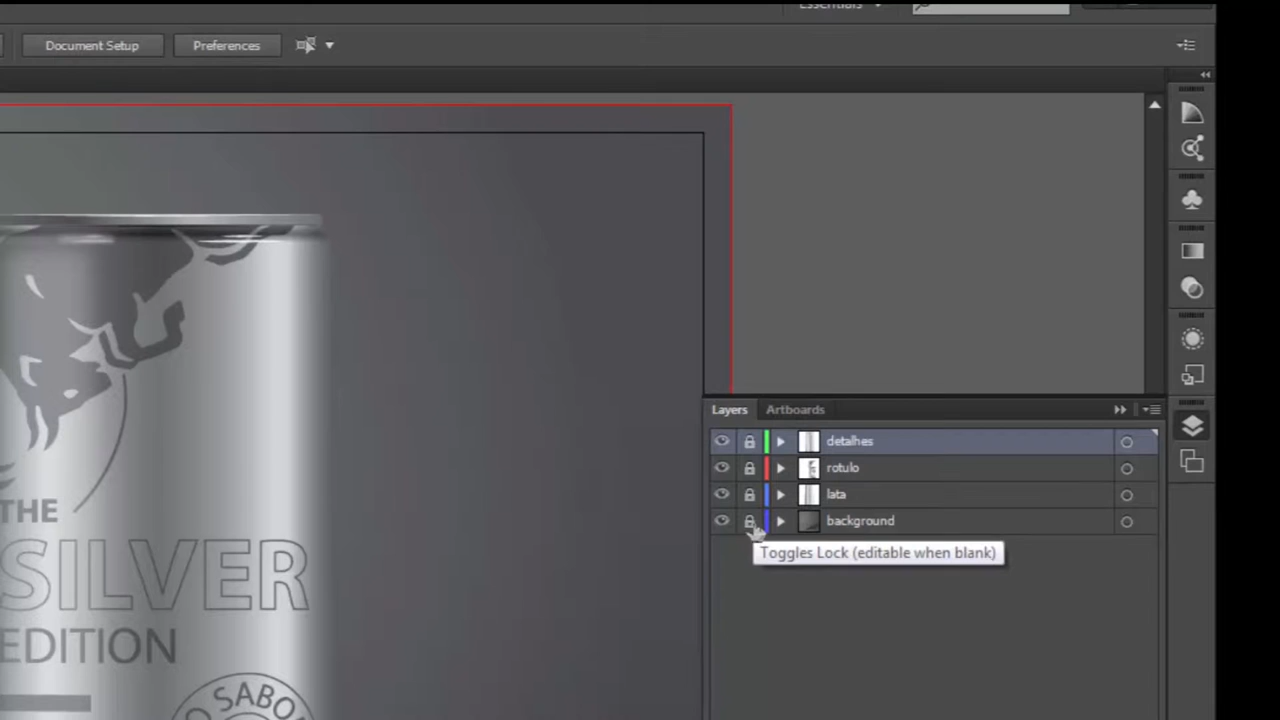 Essentials
Document Setup
Preferences
Layers
Artboards
detalhes
rotulo
lata
background
Toggles Lock (editable when blank)
THE
SILVER
EDITION
O SABO